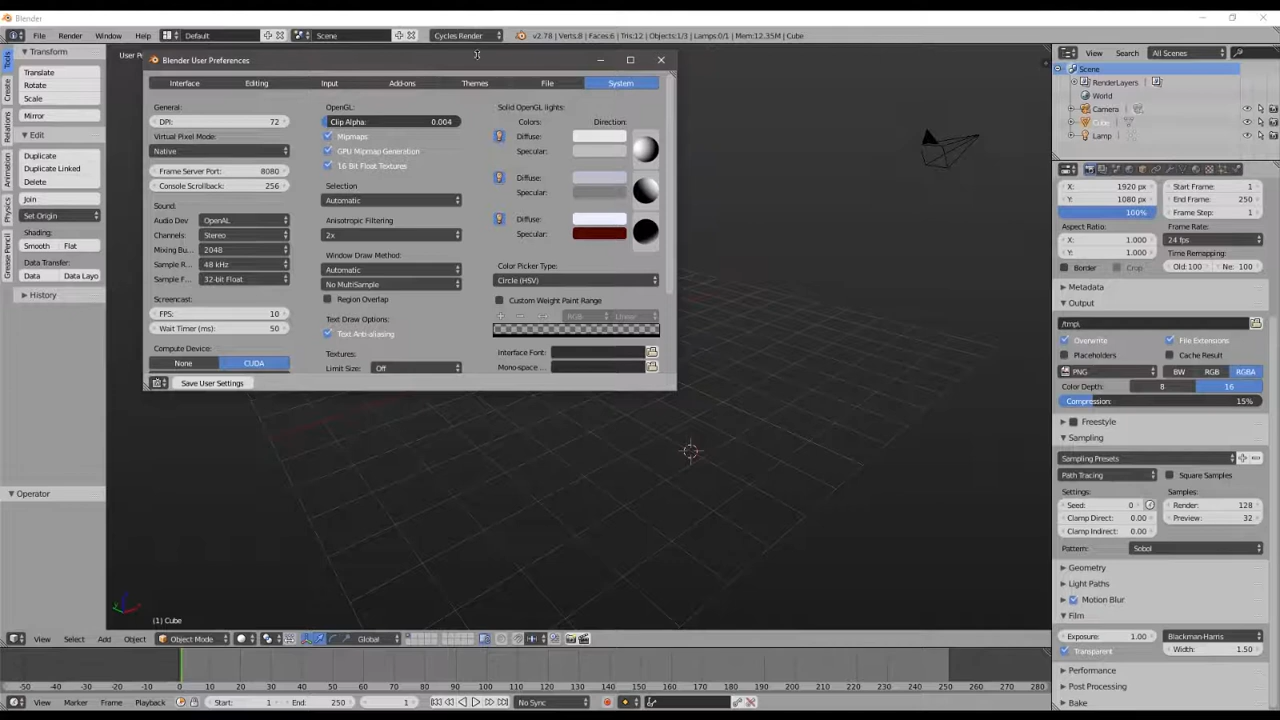 Blender
File Render Window Help Default Scene Cycles Render v2.78 | Verts:8 | Faces:6 | Tris:12 | Objects:1/3 | Lamps:0/1 | Mem:12.35M | Cube
Tools
Create
Relations
Animation
Physics
Grease Pencil
Transform
Translate
Rotate
Scale
Mirror
Edit
Duplicate
Duplicate Linked
Delete
Join
Set Origin
Shading:
Smooth Flat
Data Transfer:
Data Data Layo
History
Operator
User Pe
Blender User Preferences
Interface Editing Input Add-ons Themes File System
General:
DPI: 72
Virtual Pixel Mode:
Native
Frame Server Port: 8080
Console Scrollback: 256
Sound:
Audio Dev OpenAL
Channels: Stereo
Mixing Bu... 2048
Sample R... 48 kHz
Sample F... 32-bit Float
Screencast:
FPS: 10
Wait Timer (ms): 50
Compute Device:
None CUDA
OpenGL:
Clip Alpha: 0.004
Mipmaps
GPU Mipmap Generation
16 Bit Float Textures
Selection
Automatic
Anisotropic Filtering
2x
Window Draw Method:
Automatic
No MultiSample
Region Overlap
Text Draw Options:
Text Anti-aliasing
Textures:
Limit Size: Off
Solid OpenGL lights:
Colors: Direction:
Diffuse:
Specular:
Diffuse:
Specular:
Diffuse:
Specular:
Color Picker Type:
Circle (HSV)
Custom Weight Paint Range
RGB Linear
Interface Font:
Mono-space ...
Save User Settings
(1) Cube
View Select Add Object Object Mode Global
-50 -40 -30 -20 -10 0 10 20 30 40 50 60 70 80 90 100 110 120 130 140 150 160 170 180 190 200 210 220 230 240 250 260 270 280
View Marker Frame Playback Start: 1 End: 250 1 No Sync
View Search All Scenes
Scene
RenderLayers
World
Camera
Cube
Lamp
X: 1920 px
Y: 1080 px
100%
Aspect Ratio:
X: 1.000
Y: 1.000
Border Crop
Start Frame: 1
End Frame: 250
Frame Step: 1
Frame Rate:
24 fps
Time Remapping:
Old: 100 Ne: 100
Metadata
Output
/tmp\
Overwrite File Extensions
Placeholders Cache Result
PNG BW RGB RGBA
Color Depth: 8 16
Compression: 15%
Freestyle
Sampling
Sampling Presets
Path Tracing Square Samples
Settings: Samples:
Seed: 0 Render: 128
Clamp Direct: 0.00 Preview: 32
Clamp Indirect: 0.00
Pattern: Sobol
Geometry
Light Paths
Motion Blur
Film
Exposure: 1.00 Blackman-Harris
Transparent Width: 1.50
Performance
Post Processing
Bake